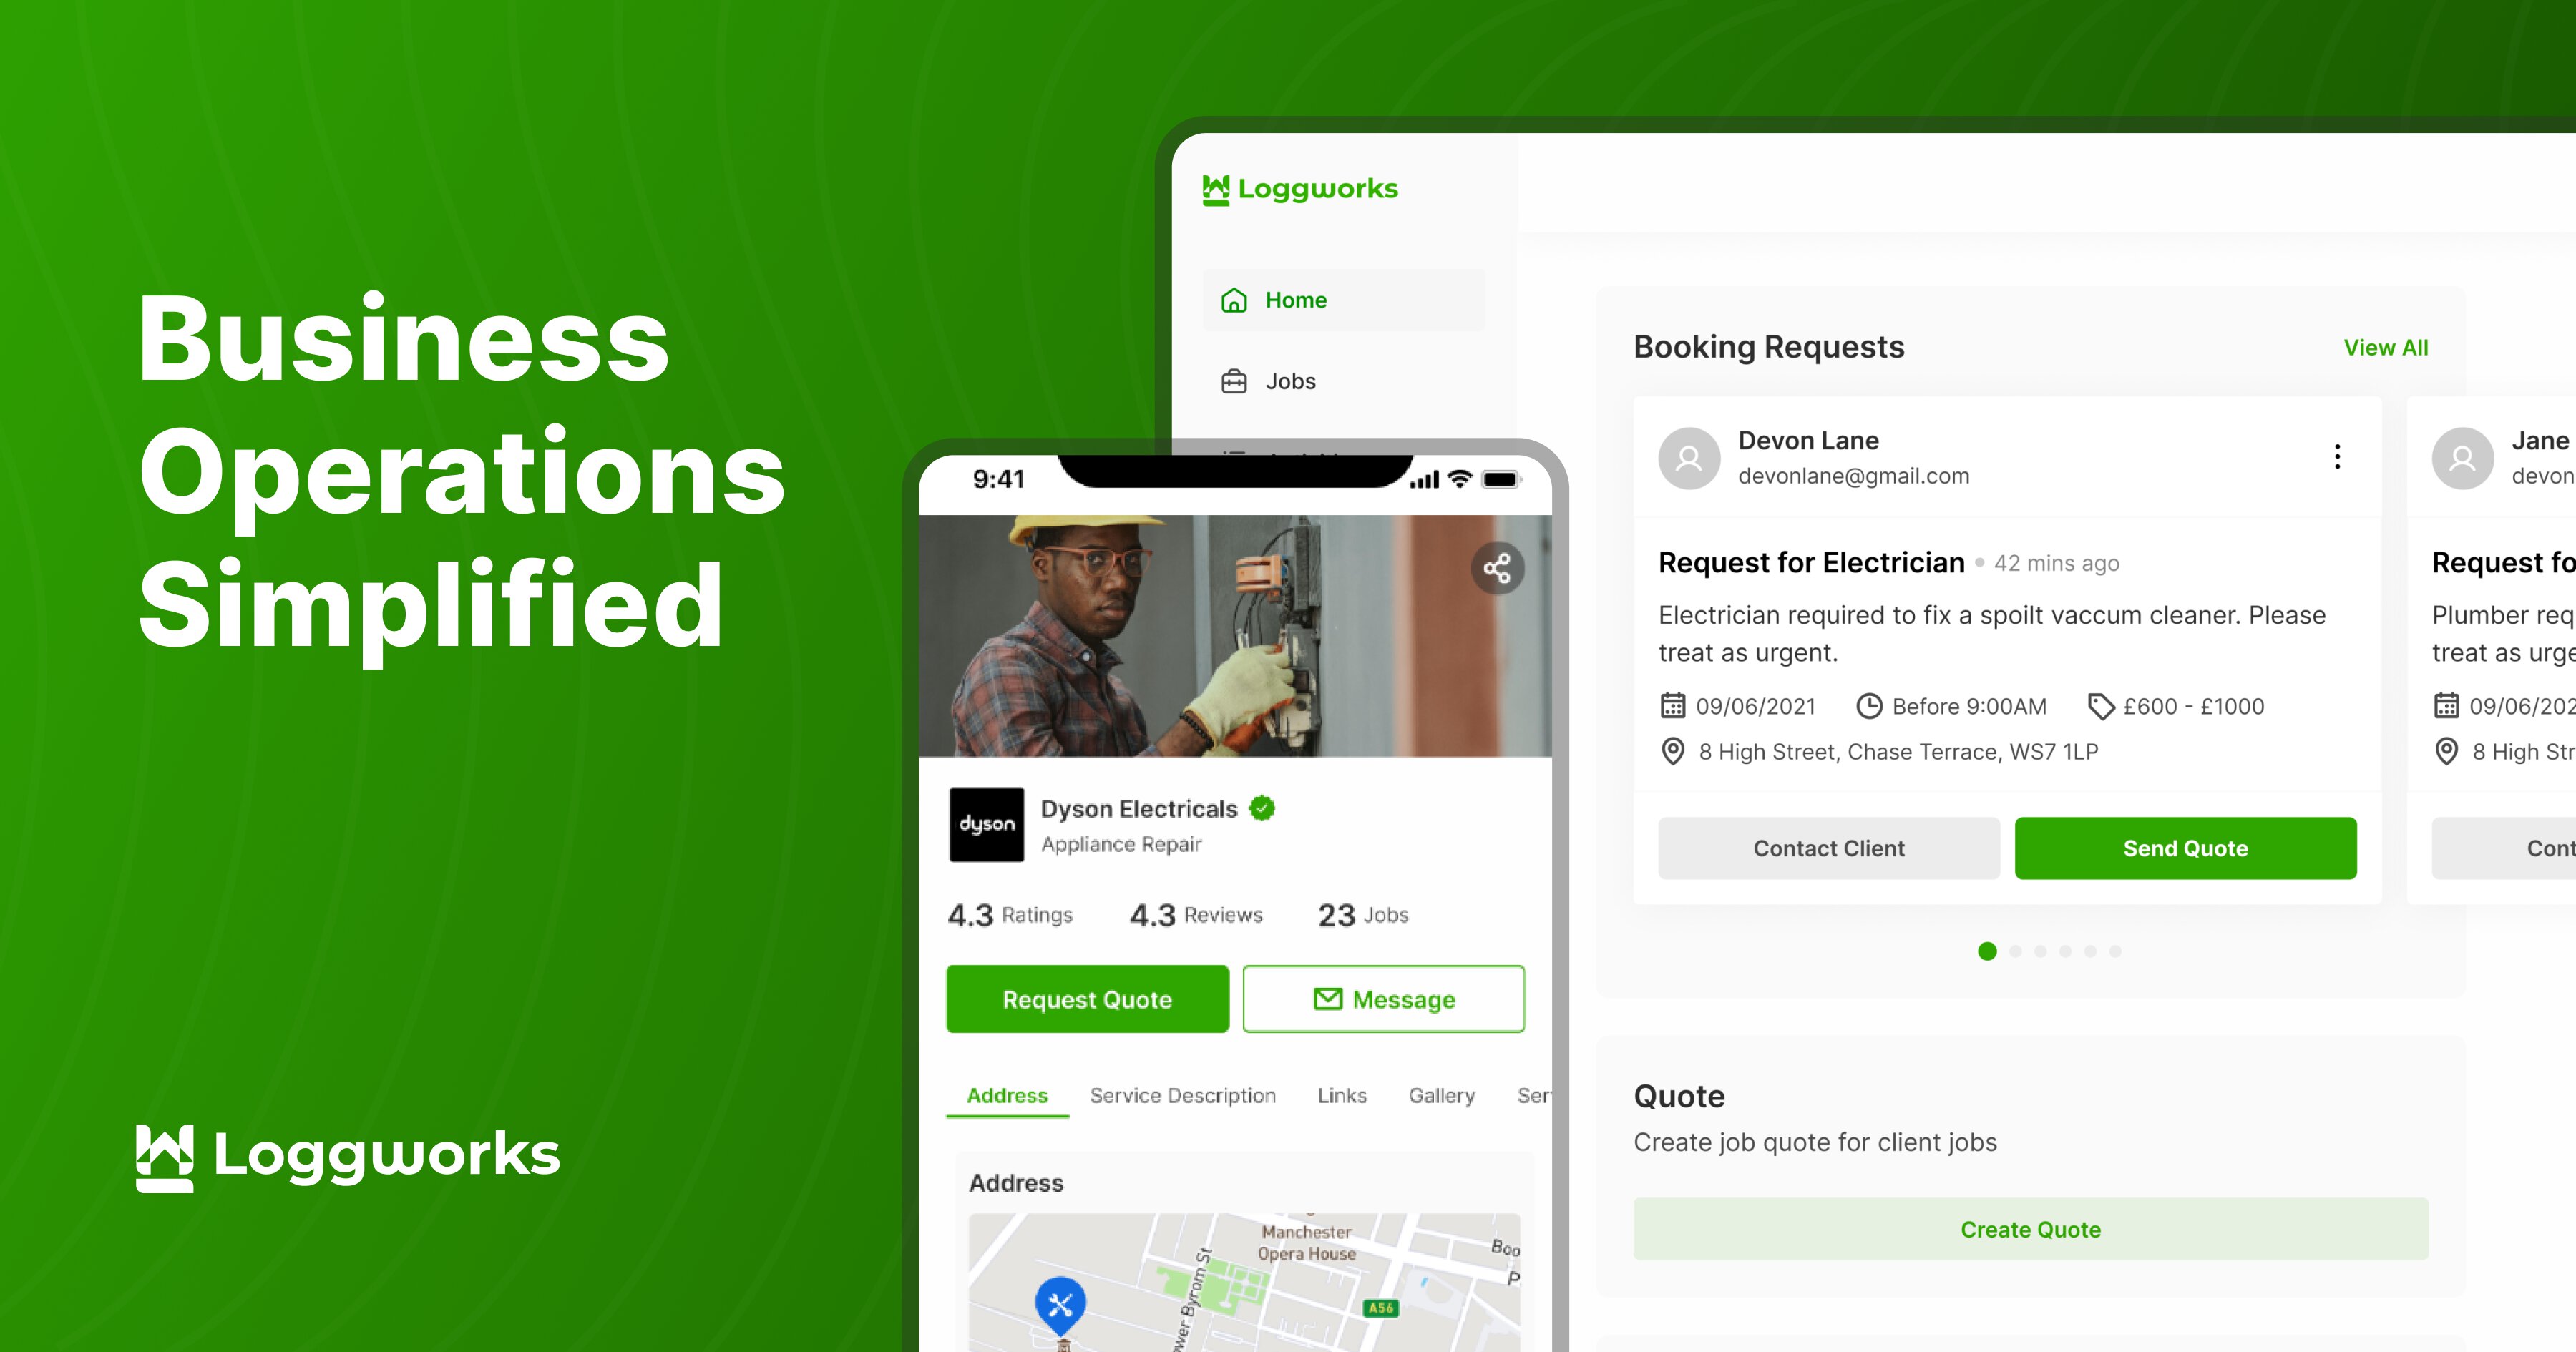 Business
Operations
Simplified
Loggworks
Loggworks
Home
Jobs
Booking Requests
View All
Devon Lane
devonlane@gmail.com
Request for Electrician • 42 mins ago
Electrician required to fix a spoilt vaccum cleaner. Please
treat as urgent.
09/06/2021 Before 9:00AM £600 - £1000
8 High Street, Chase Terrace, WS7 1LP
Contact Client
Send Quote
Jane
devon
Request fo
Plumber req
treat as urge
09/06/202
8 High Str
Cont
Quote
Create job quote for client jobs
Create Quote
9:41
dyson
Dyson Electricals
Appliance Repair
4.3 Ratings 4.3 Reviews 23 Jobs
Request Quote
Message
Address Service Description Links Gallery Ser
Address
Manchester
Opera House
Boo
P
ower Byrom St
A56